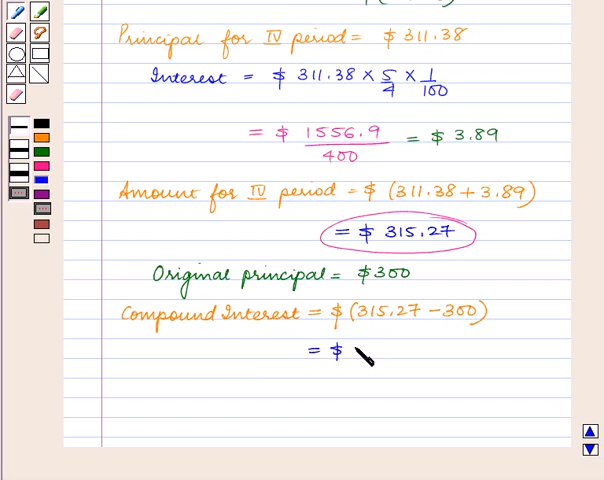 Principal for IV period = $ 311.38
Interest = $ 311.38 × 5/4 × 1/100
= $ 1556.9/400 = $ 3.89
Amount for IV period = $ (311.38 + 3.89)
= $ 315.27
Original principal = $300
Compound Interest = $ (315.27 - 300)
= $